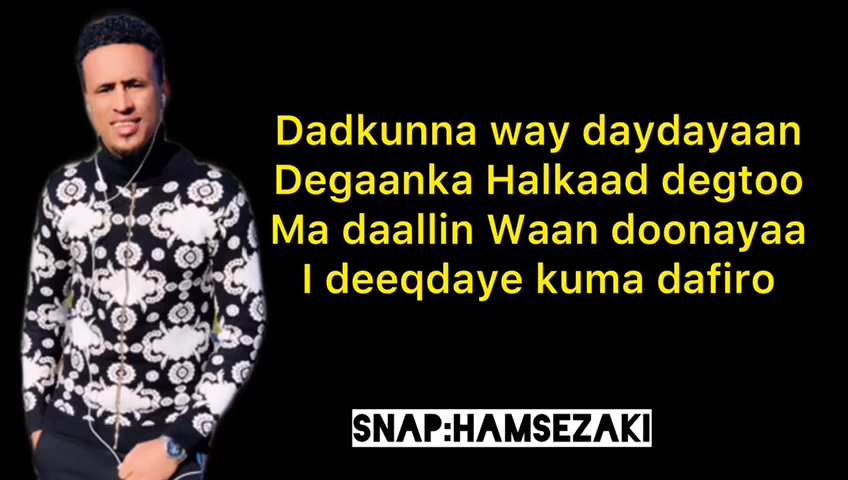 Dadkunna way daydayaan
Degaanka Halkaad degtoo
Ma daallin Waan doonayaa
I deeqdaye kuma dafiro
SNAP:HAMSEZAKI